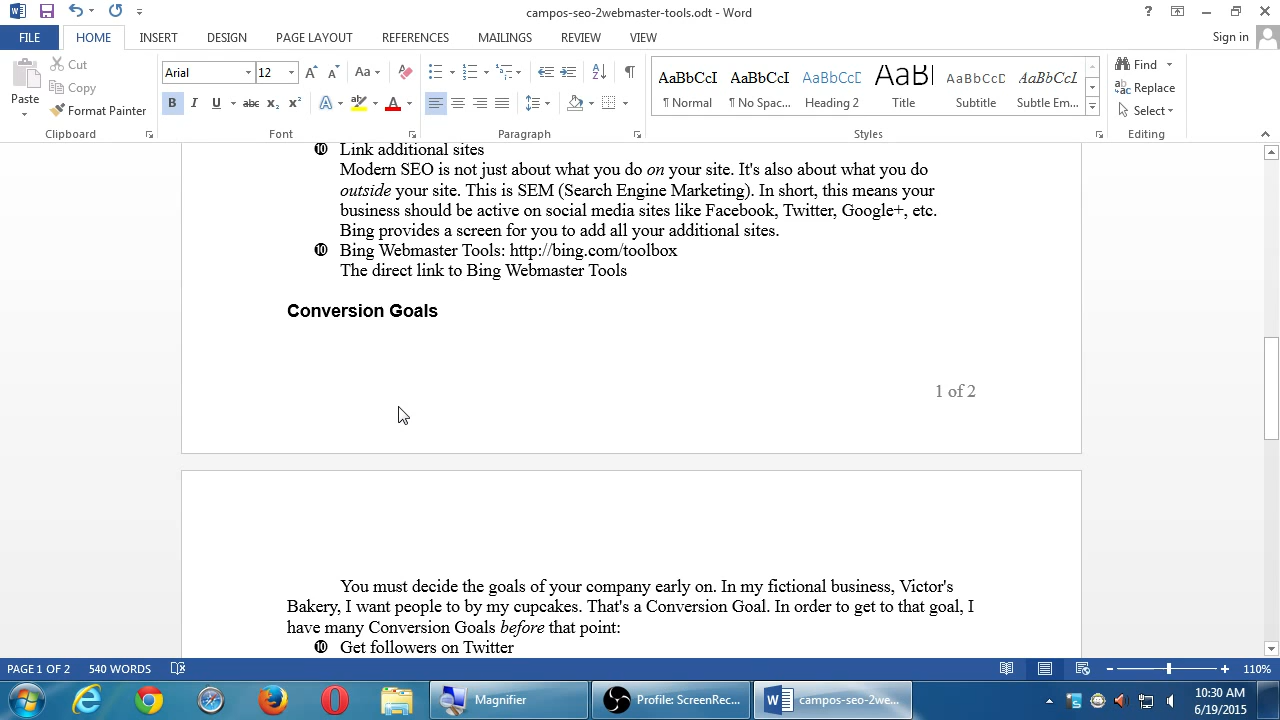 campos-seo-2webmaster-tools.odt - Word
FILE HOME INSERT DESIGN PAGE LAYOUT REFERENCES MAILINGS REVIEW VIEW Sign in
Paste
Cut
Copy
Format Painter
Clipboard
Arial 12
Font
Paragraph
AaBbCcI AaBbCcI AaBbCcD AaBl AaBbCcD AaBbCcL
¶ Normal ¶ No Spac... Heading 2 Title Subtitle Subtle Em...
Styles
Find
Replace
Select
Editing
⓾ Link additional sites
Modern SEO is not just about what you do on your site. It's also about what you do
outside your site. This is SEM (Search Engine Marketing). In short, this means your
business should be active on social media sites like Facebook, Twitter, Google+, etc.
Bing provides a screen for you to add all your additional sites.
⓾ Bing Webmaster Tools: http://bing.com/toolbox
The direct link to Bing Webmaster Tools
Conversion Goals
1 of 2
You must decide the goals of your company early on. In my fictional business, Victor's
Bakery, I want people to by my cupcakes. That's a Conversion Goal. In order to get to that goal, I
have many Conversion Goals before that point:
⓾ Get followers on Twitter
PAGE 1 OF 2 540 WORDS 110%
Magnifier
Profile: ScreenRec...
campos-seo-2we...
10:30 AM
6/19/2015